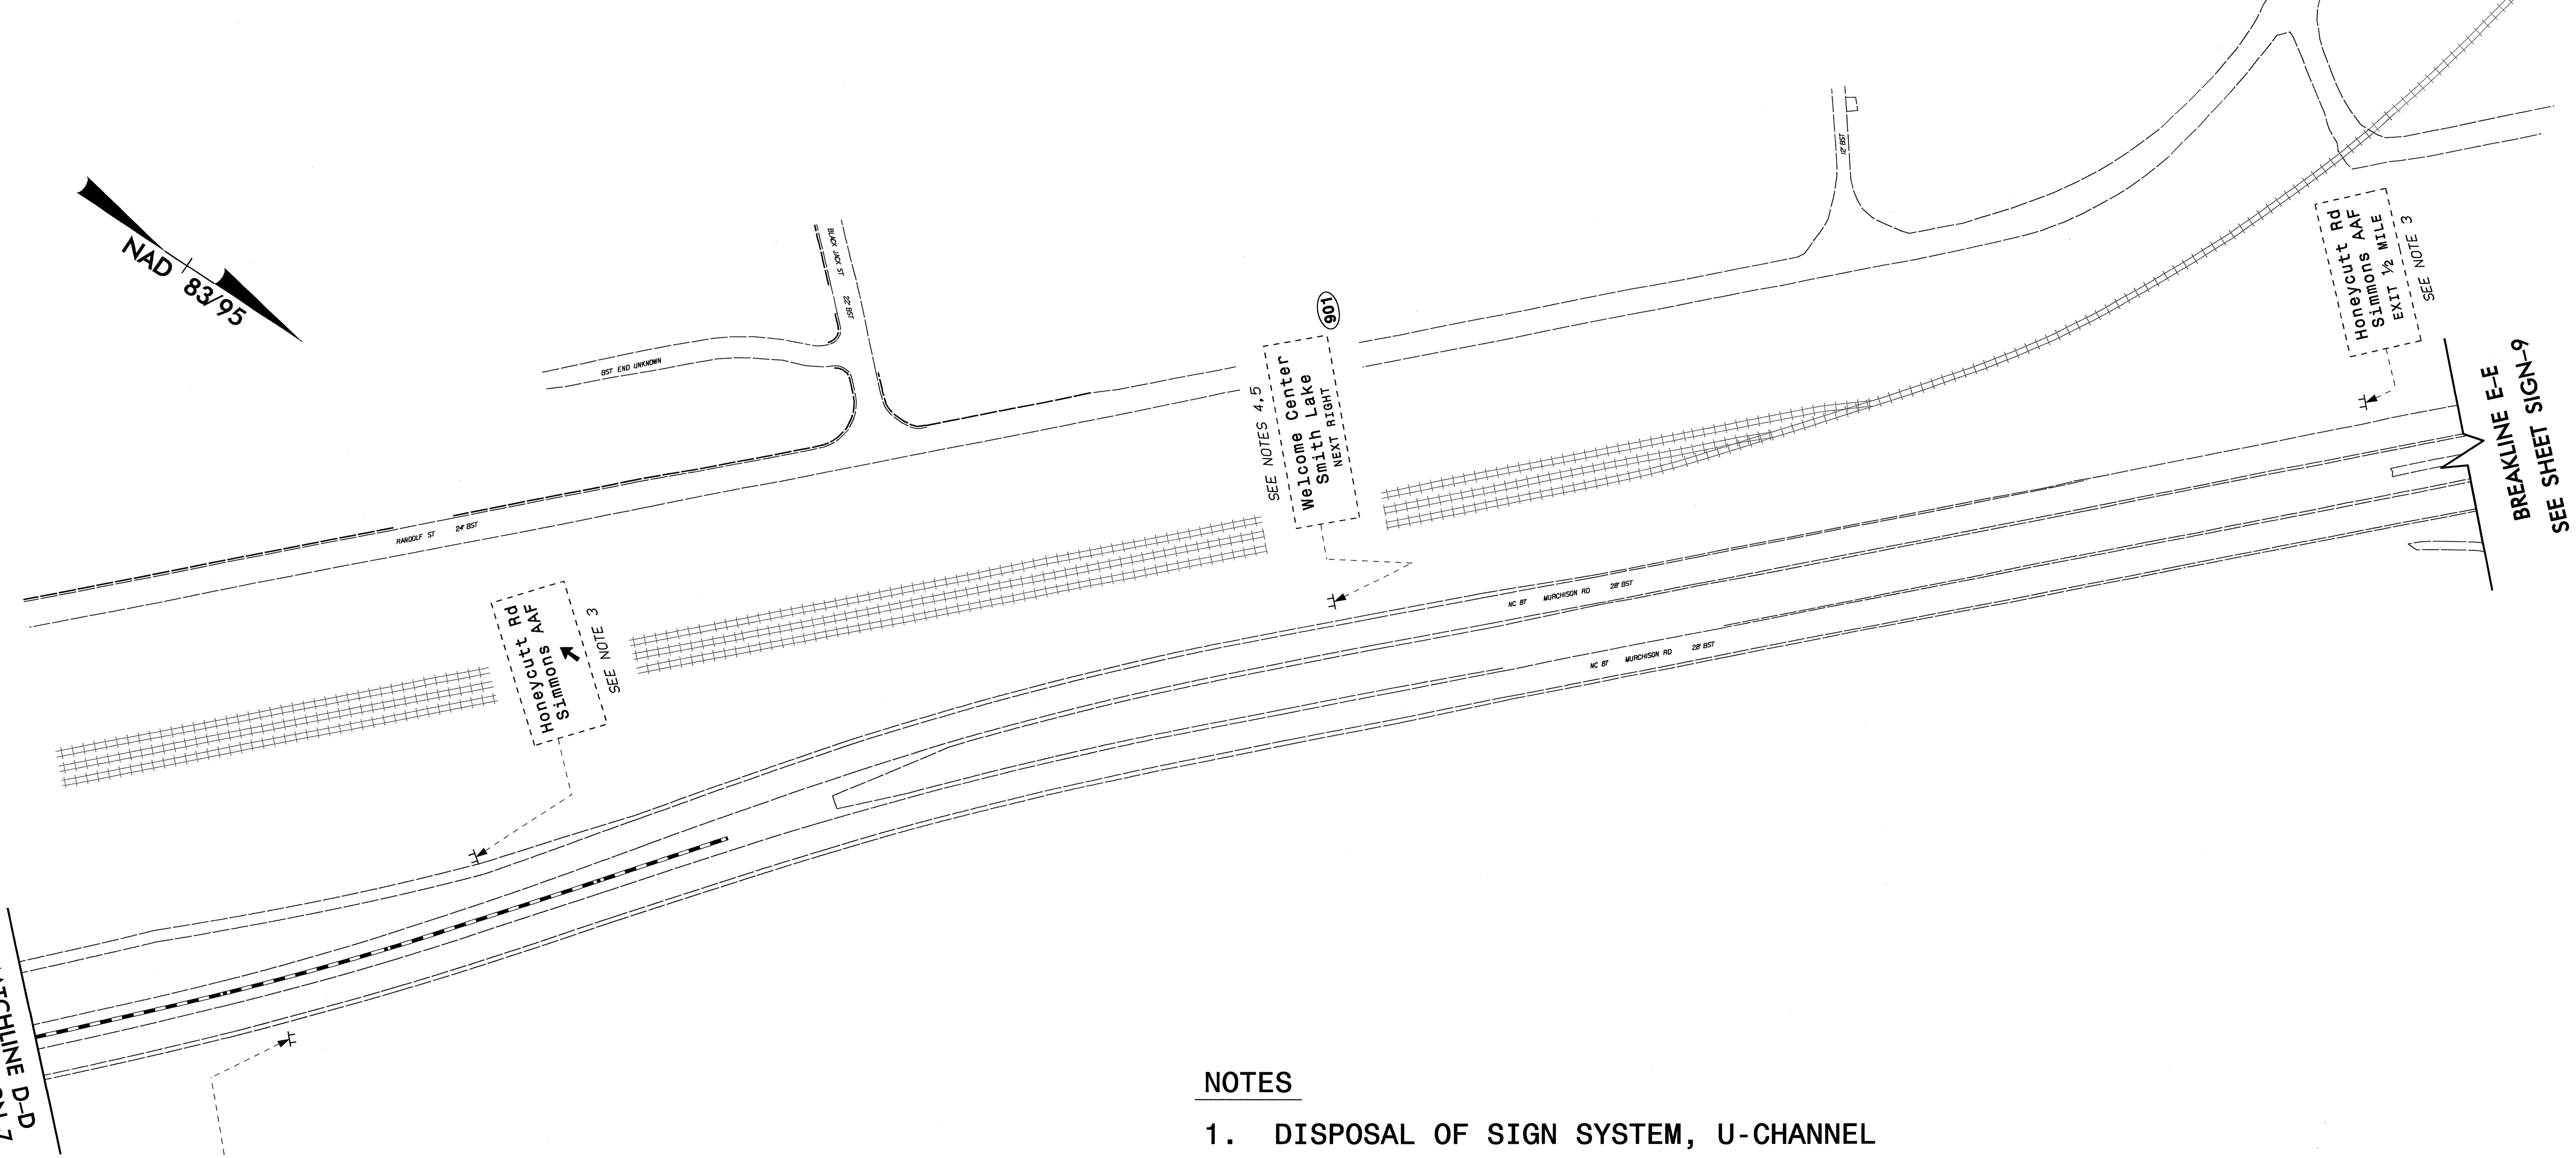 NAD 83/95
BLACK JACK ST 22' BST
BST END UNKNOWN
RANDOLF ST 24' BST
12' BST
Honeycutt Rd
Simmons AAF
SEE NOTE 3
901
SEE NOTES 4,5
Welcome Center
Smith Lake
NEXT RIGHT
Honeycutt Rd
Simmons AAF
EXIT ½ MILE
SEE NOTE 3
BREAKLINE E-E
SEE SHEET SIGN-9
NC 87 MURCHISON RD 28' BST
NC 87 MURCHISON RD 28' BST
D-D
NOTES
1. DISPOSAL OF SIGN SYSTEM, U-CHANNEL